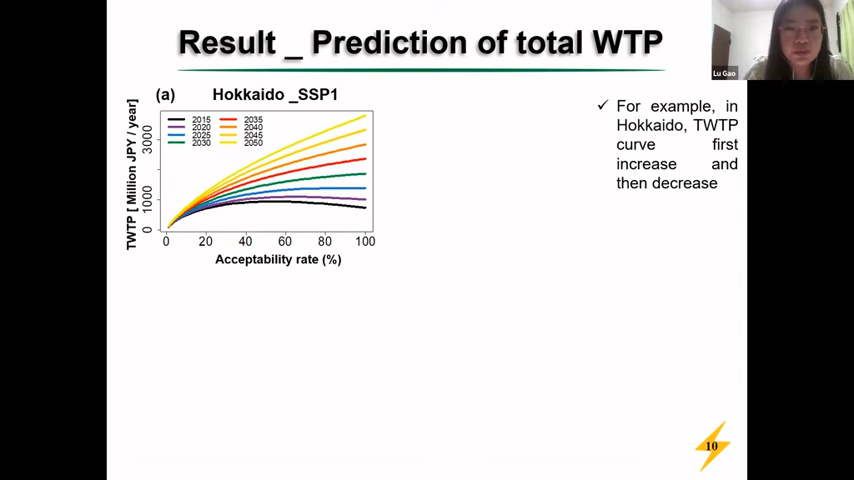 Result _ Prediction of total WTP
Lu Gao
(a) Hokkaido _SSP1
TWTP [ Million JPY / year]
3000
1000
0
2015 2035
2020 2040
2025 2045
2030 2050
0 20 40 60 80 100
Acceptability rate (%)
✓ For example, in
Hokkaido, TWTP
curve first
increase and
then decrease
10